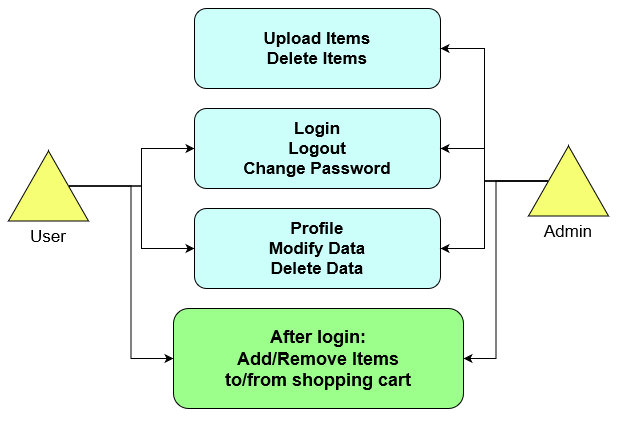 Upload Items
Delete Items
Login
Logout
Change Password
User
Admin
Profile
Modify Data
Delete Data
After login:
Add/Remove Items
to/from shopping cart